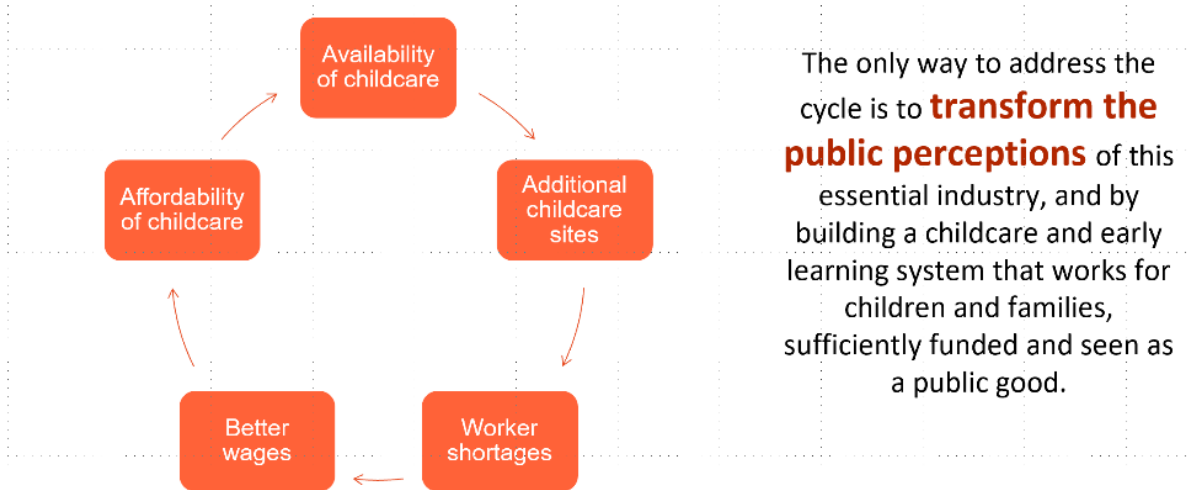 Availability
of childcare
Additional
childcare
sites
Worker
shortages
Better
wages
Affordability
of childcare
The only way to address the
cycle is to transform the
public perceptions of this
essential industry, and by
building a childcare and early
learning system that works for
children and families,
sufficiently funded and seen as
a public good.